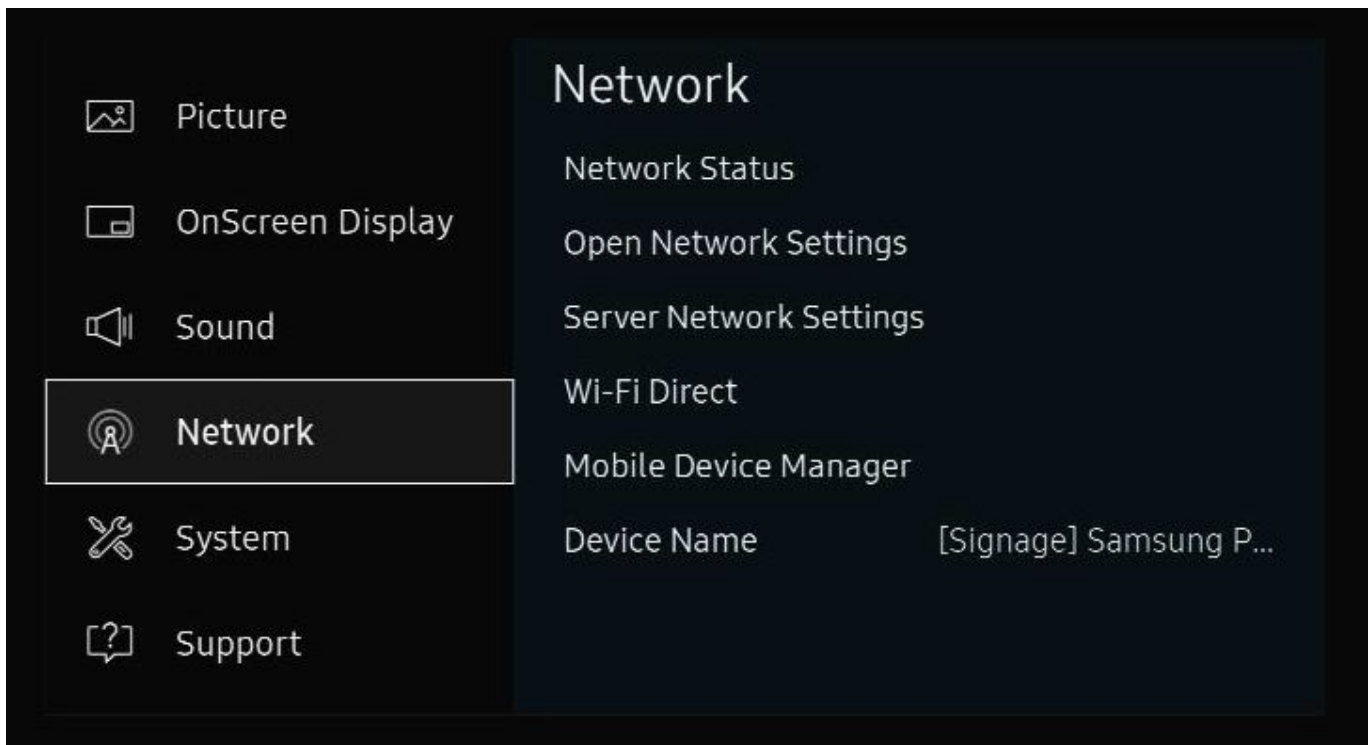 Picture
OnScreen Display
Sound
Network
System
Support
Network
Network Status
Open Network Settings
Server Network Settings
Wi-Fi Direct
Mobile Device Manager
Device Name [Signage] Samsung P...